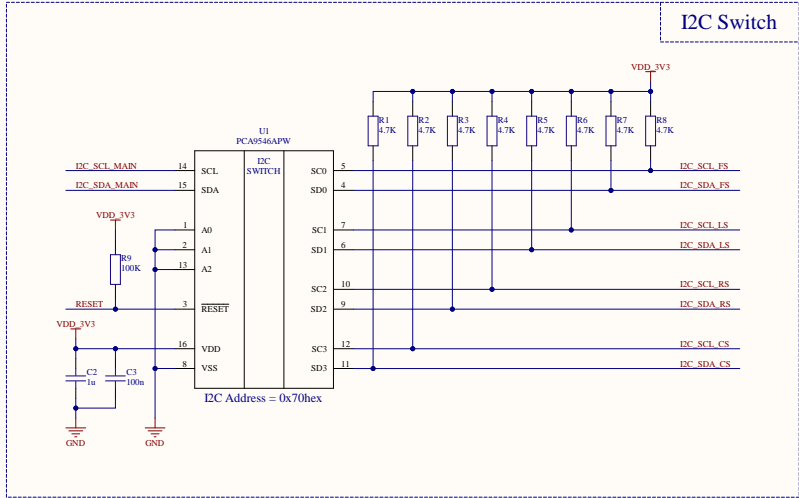 I2C Switch
VDD_3V3
R1
4.7K
R2
4.7K
R3
4.7K
R4
4.7K
R5
4.7K
R6
4.7K
R7
4.7K
R8
4.7K
U1
PCA9546APW
I2C
SWITCH
I2C_SCL_MAIN
14
SCL
SC0
5
I2C_SCL_FS
I2C_SDA_MAIN
15
SDA
SD0
4
I2C_SDA_FS
VDD_3V3
1
A0
SC1
7
I2C_SCL_LS
2
A1
SD1
6
I2C_SDA_LS
R9
100K
13
A2
SC2
10
I2C_SCL_RS
RESET
3
RESET
SD2
9
I2C_SDA_RS
VDD_3V3
16
VDD
SC3
12
I2C_SCL_CS
8
VSS
SD3
11
I2C_SDA_CS
C2
1u
C3
100n
I2C Address = 0x70hex
GND
GND